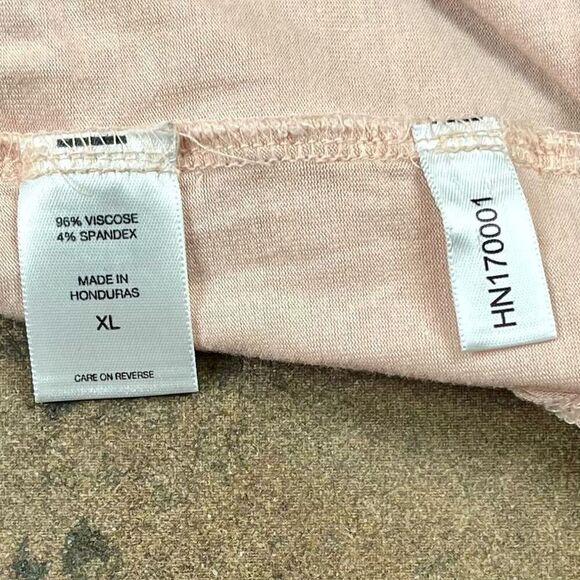 96% VISCOSE
4% SPANDEX
MADE IN
HONDURAS
XL
CARE ON REVERSE
HN170001